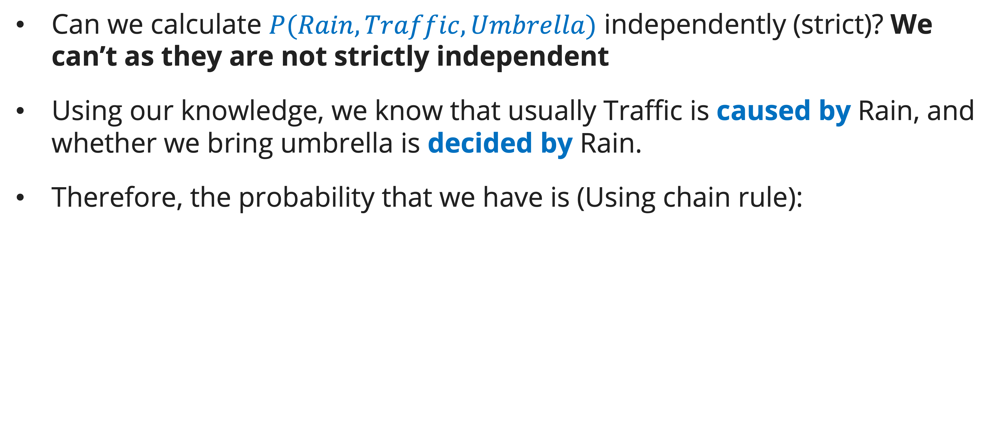 • Can we calculate P(Rain, Traffic, Umbrella) independently (strict)? We
can’t as they are not strictly independent
• Using our knowledge, we know that usually Traffic is caused by Rain, and
whether we bring umbrella is decided by Rain.
• Therefore, the probability that we have is (Using chain rule):